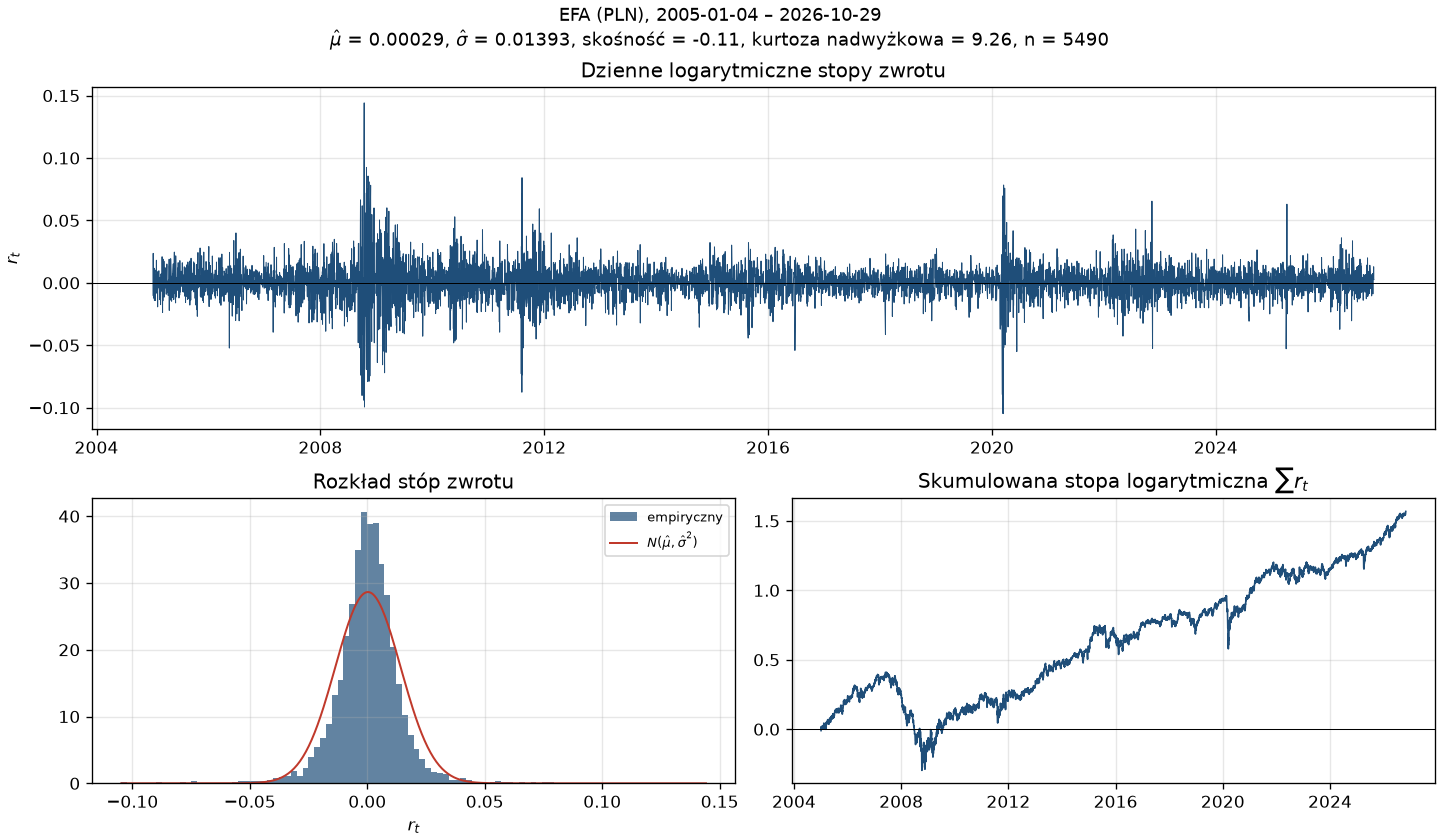 EFA (PLN), 2005-01-04 – 2026-10-29
μ̂ = 0.00029, σ̂ = 0.01393, skośność = -0.11, kurtoza nadwyżkowa = 9.26, n = 5490
Dzienne logarytmiczne stopy zwrotu
0.15
0.10
0.05
0.00
−0.05
−0.10
r_t
2004 2008 2012 2016 2020 2024
Rozkład stóp zwrotu
40
30
20
10
0
empiryczny
N(μ̂, σ̂²)
−0.10 −0.05 0.00 0.05 0.10 0.15
r_t
Skumulowana stopa logarytmiczna ∑r_t
1.5
1.0
0.5
0.0
2004 2008 2012 2016 2020 2024